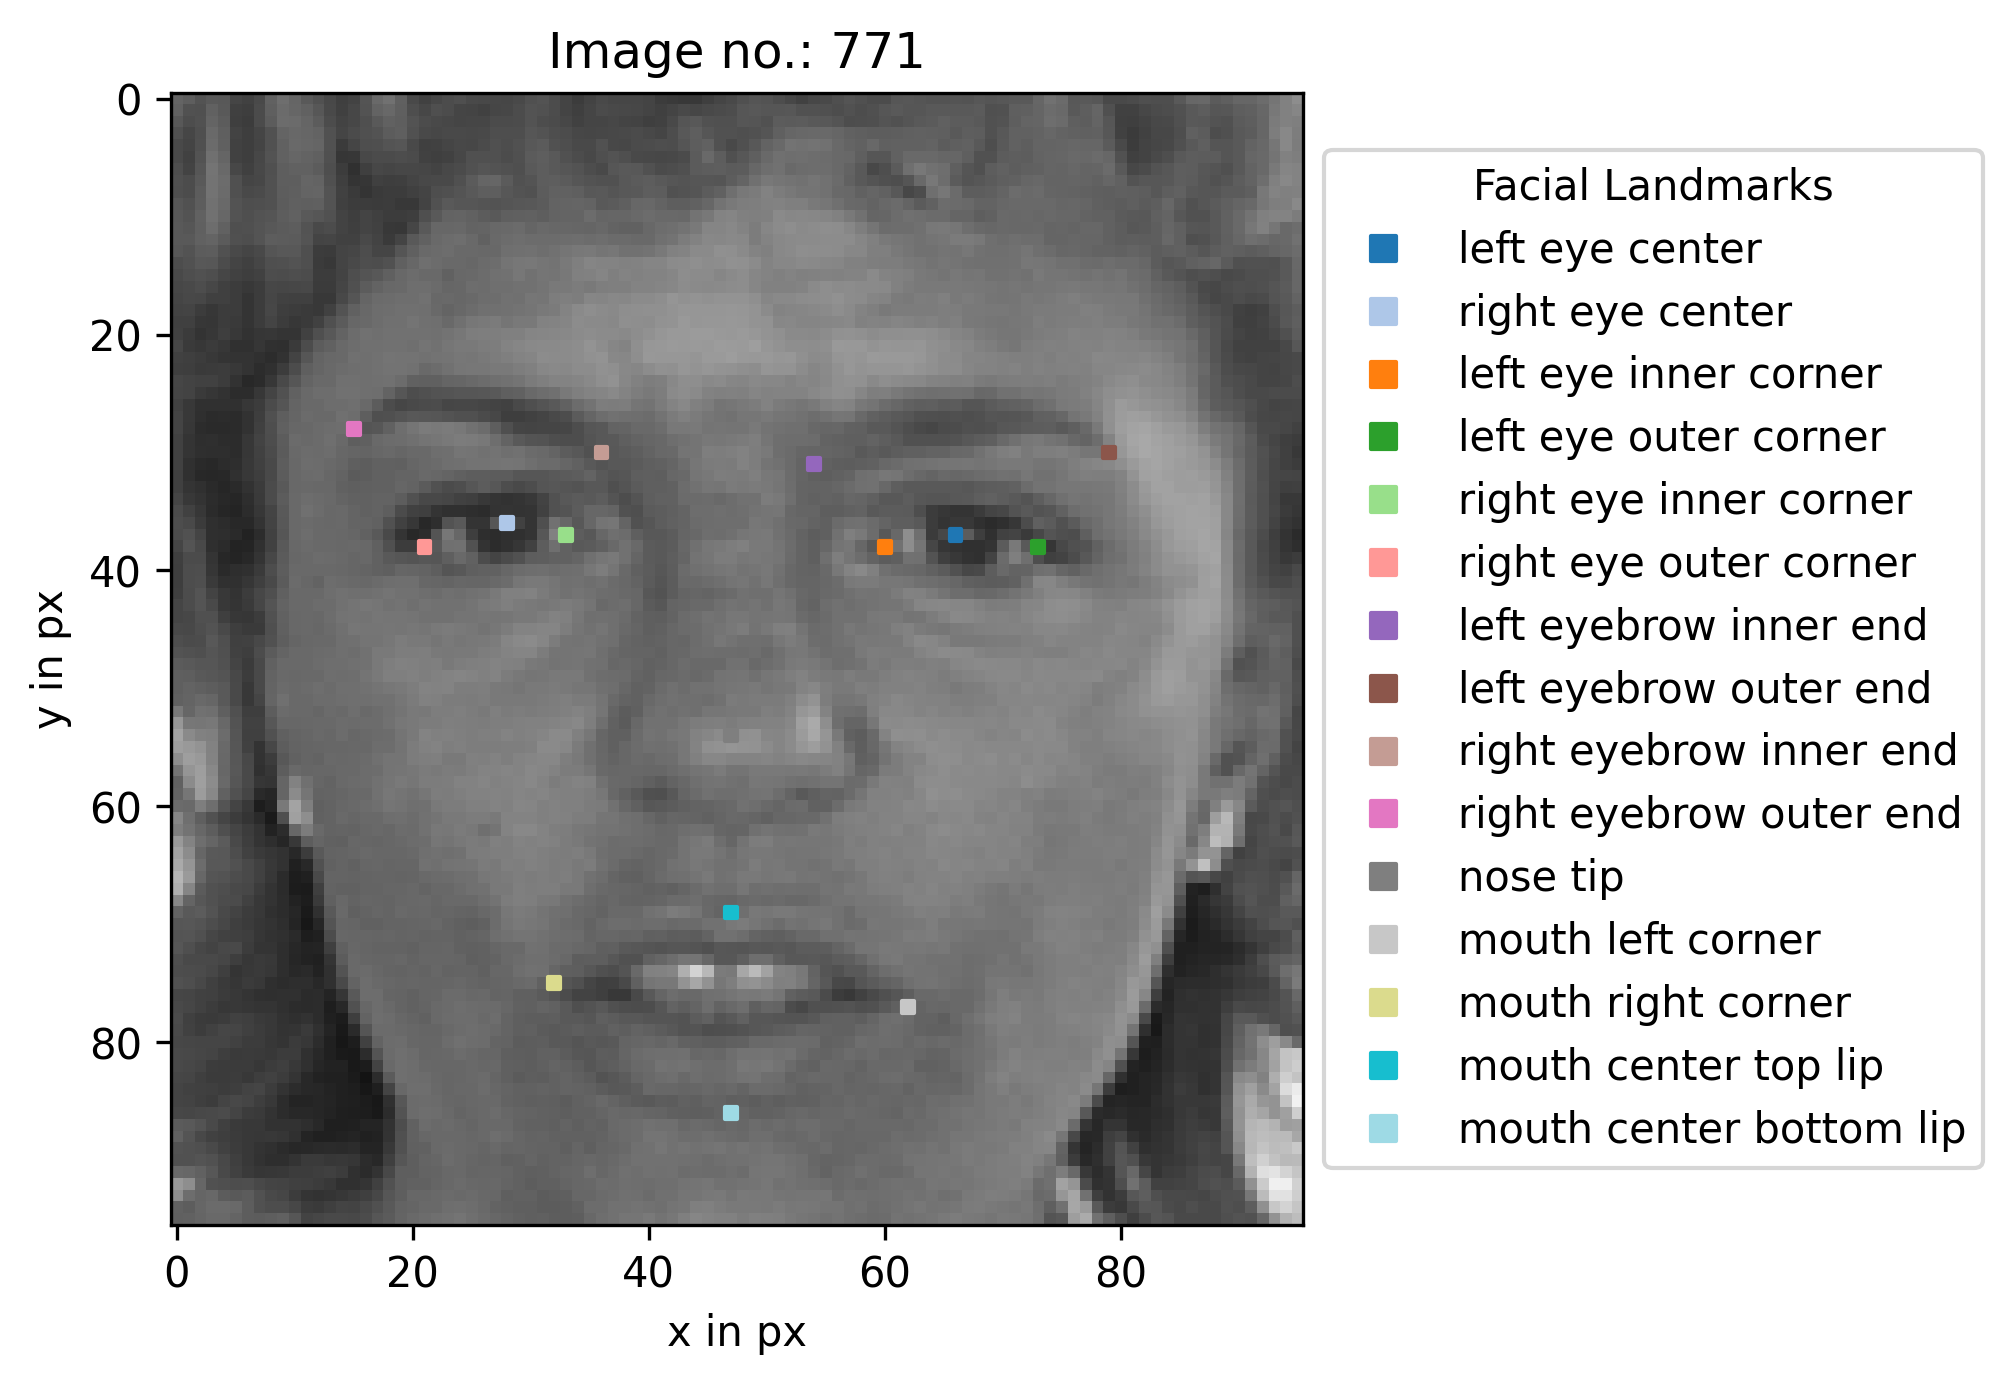 Image no.: 771
0
20
40
60
80
y in px
0 20 40 60 80
x in px
Facial Landmarks
left eye center
right eye center
left eye inner corner
left eye outer corner
right eye inner corner
right eye outer corner
left eyebrow inner end
left eyebrow outer end
right eyebrow inner end
right eyebrow outer end
nose tip
mouth left corner
mouth right corner
mouth center top lip
mouth center bottom lip